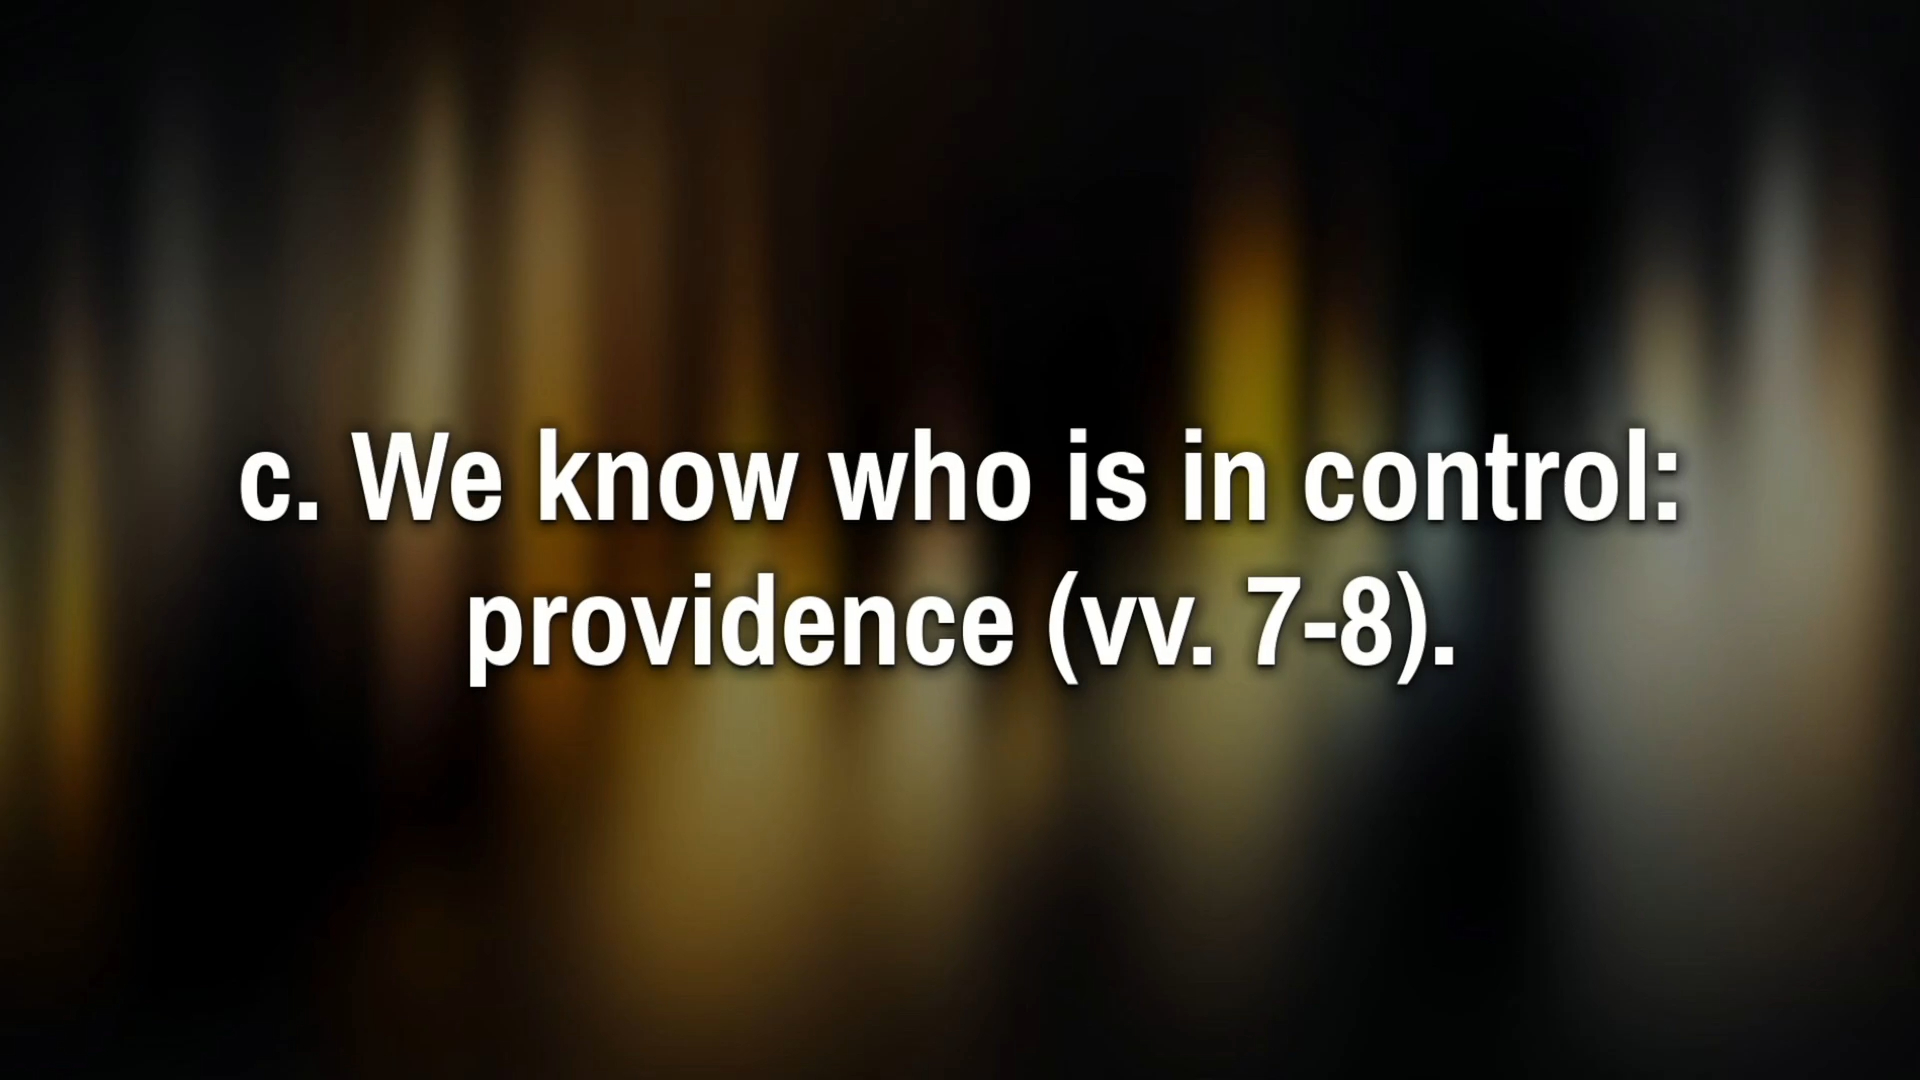 c. We know who is in control:
providence (vv. 7-8).